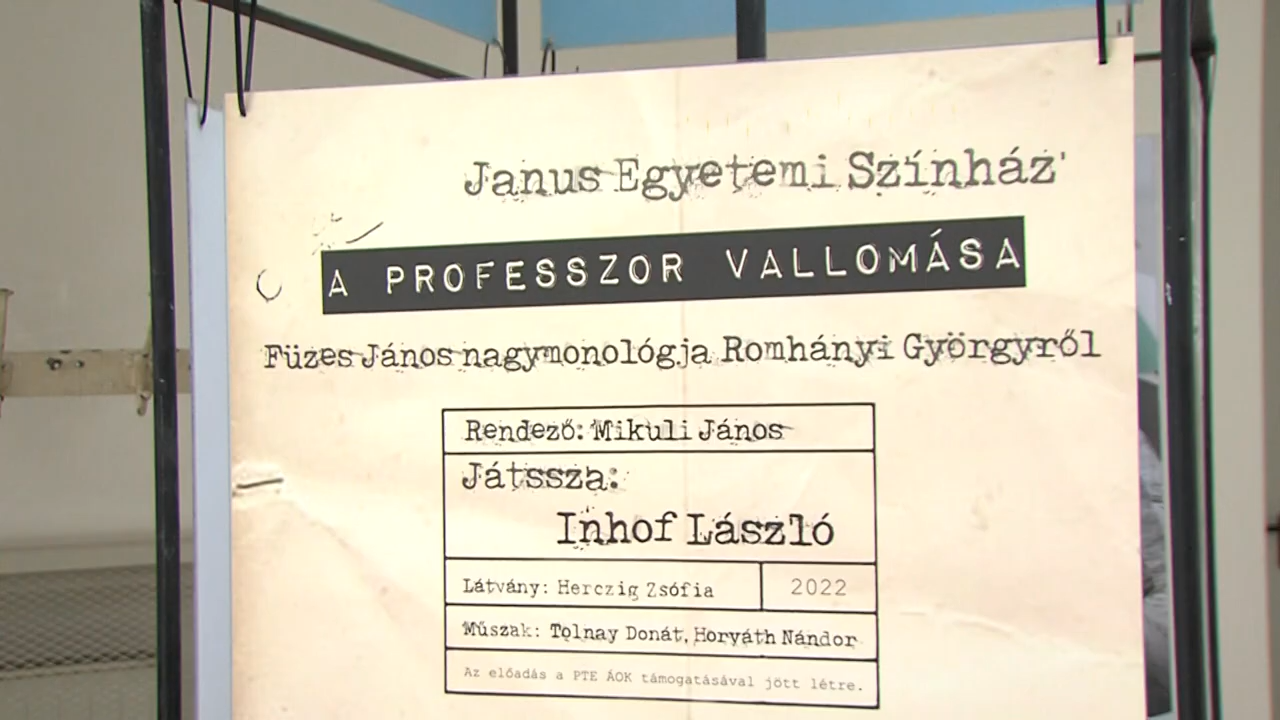 Janus Egyetemi Színház
A PROFESSZOR VALLOMÁSA
Füzes János nagymonológja Romhányi Györgyről
Rendező: Mikuli János
Játssza:
Inhof László
Látvány: Herczig Zsófia 2022
Műszak: Tolnay Donát, Horváth Nándor
Az előadás a PTE ÁOK támogatásával jött létre.